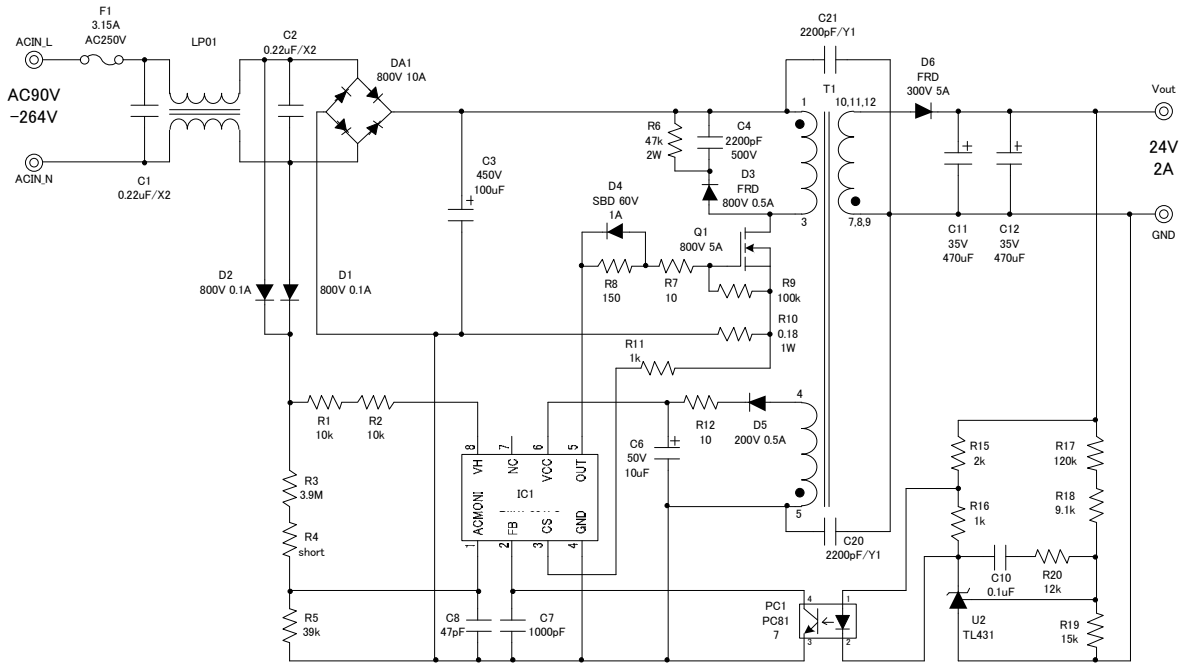 F1
3.15A
AC250V
ACIN_L
AC90V
-264V
ACIN_N
C1
0.22uF/X2
LP01
C2
0.22uF/X2
DA1
800V 10A
C3
450V
100uF
D2
800V 0.1A
D1
800V 0.1A
R6
47k
2W
C4
2200pF
500V
D3
FRD
800V 0.5A
D4
SBD 60V
1A
Q1
800V 5A
R8
150
R7
10
R9
100k
R10
0.18
1W
R11
1k
C21
2200pF/Y1
T1
1
3
10,11,12
7,8,9
4
5
D6
FRD
300V 5A
C11
35V
470uF
C12
35V
470uF
Vout
24V
2A
GND
R1
10k
R2
10k
R3
3.9M
R4
short
R5
39k
8
7
6
5
VH
NC
VCC
OUT
IC1
ACMONI
FB
CS
GND
1
2
3
4
C8
47pF
C7
1000pF
C6
50V
10uF
R12
10
D5
200V 0.5A
C20
2200pF/Y1
PC1
PC81
7
4
3
1
2
R15
2k
R16
1k
R17
120k
R18
9.1k
C10
0.1uF
R20
12k
U2
TL431
R19
15k